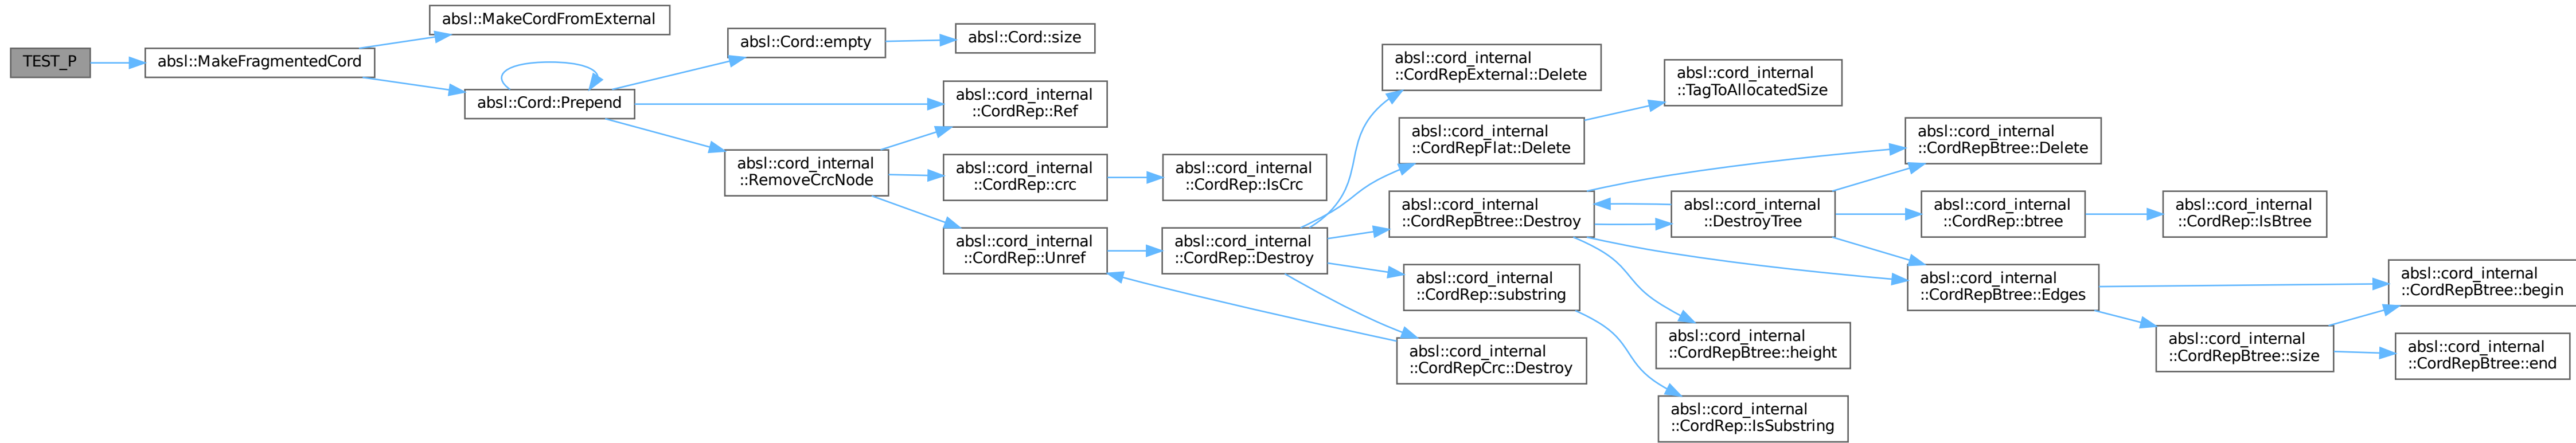 TEST_P
absl::MakeFragmentedCord
absl::MakeCordFromExternal
absl::Cord::Prepend
absl::Cord::empty
absl::Cord::size
absl::cord_internal
::CordRep::Ref
absl::cord_internal
::RemoveCrcNode
absl::cord_internal
::CordRep::crc
absl::cord_internal
::CordRep::IsCrc
absl::cord_internal
::CordRep::Unref
absl::cord_internal
::CordRep::Destroy
absl::cord_internal
::CordRepExternal::Delete
absl::cord_internal
::CordRepFlat::Delete
absl::cord_internal
::TagToAllocatedSize
absl::cord_internal
::CordRepBtree::Destroy
absl::cord_internal
::DestroyTree
absl::cord_internal
::CordRepBtree::Delete
absl::cord_internal
::CordRep::btree
absl::cord_internal
::CordRep::IsBtree
absl::cord_internal
::CordRepBtree::Edges
absl::cord_internal
::CordRepBtree::begin
absl::cord_internal
::CordRepBtree::size
absl::cord_internal
::CordRepBtree::end
absl::cord_internal
::CordRepBtree::height
absl::cord_internal
::CordRep::substring
absl::cord_internal
::CordRep::IsSubstring
absl::cord_internal
::CordRepCrc::Destroy